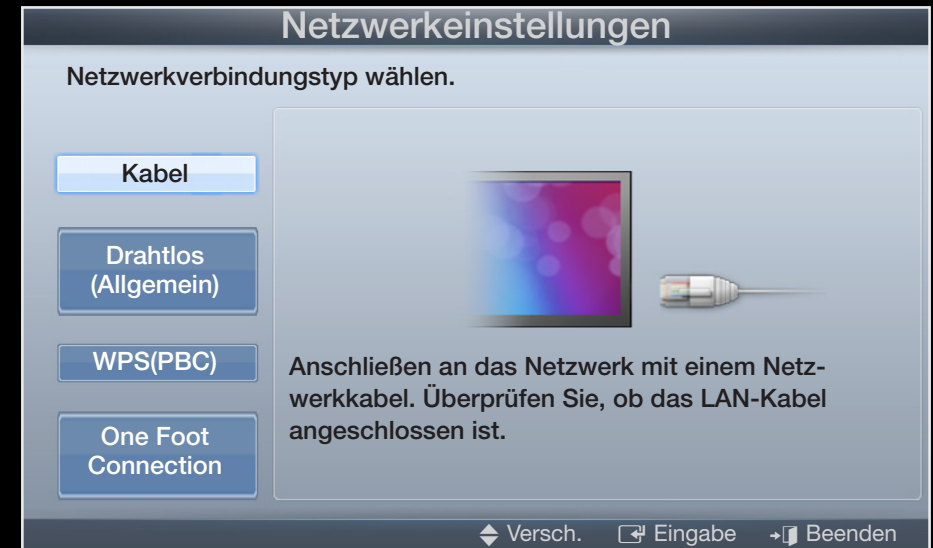 Netzwerkeinstellungen
Netzwerkverbindungstyp wählen.
Kabel
Drahtlos
(Allgemein)
WPS(PBC)
One Foot
Connection
Anschließen an das Netzwerk mit einem Netz-
werkkabel. Überprüfen Sie, ob das LAN-Kabel
angeschlossen ist.
Versch. Eingabe Beenden